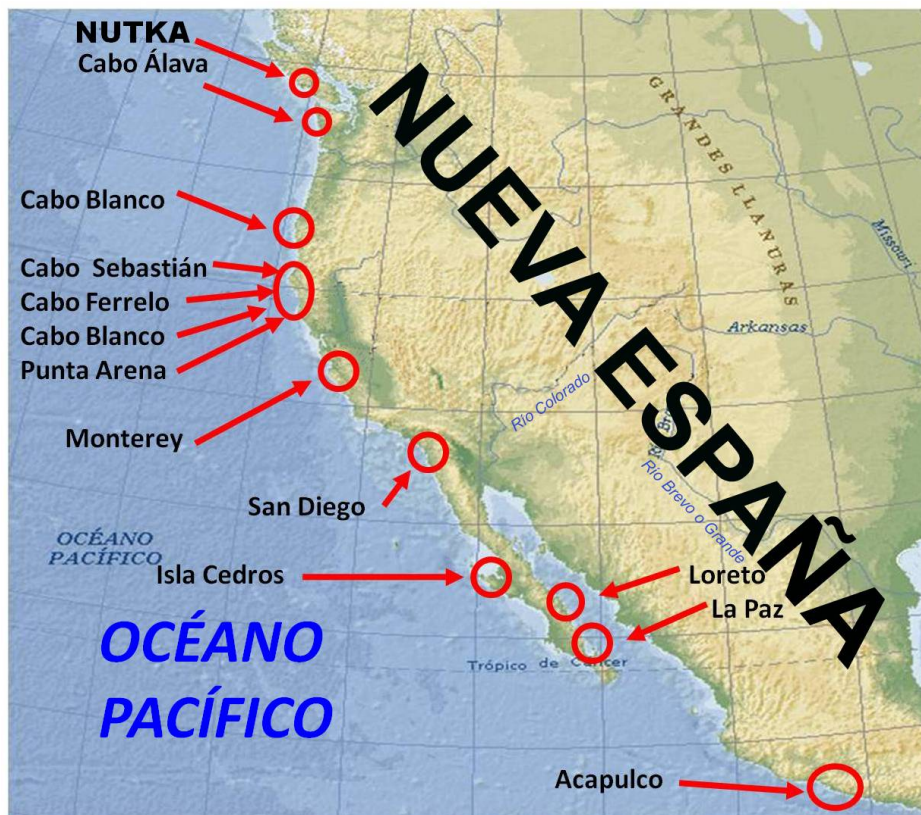 NUTKA
Cabo Álava
NUEVA ESPAÑA
GRANDES LLANURAS
Missouri
Cabo Blanco
Cabo Sebastián
Cabo Ferrelo
Cabo Blanco
Punta Arena
Arkansas
Rio Colorado
Monterey
Rio Brevo o Grande
San Diego
OCÉANO
PACÍFICO
Isla Cedros
Loreto
La Paz
OCÉANO
PACÍFICO
Trópico de Cáncer
Acapulco